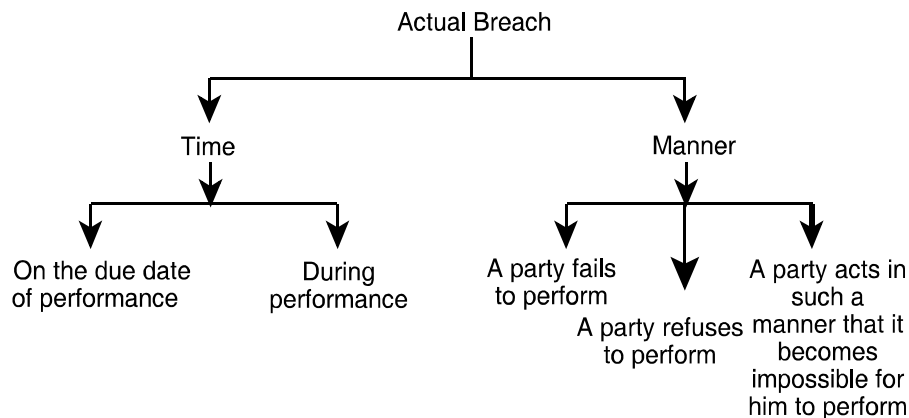 Actual Breach
Time
Manner
On the due date
of performance
During
performance
A party fails
to perform
A party refuses
to perform
A party acts in
such a
manner that it
becomes
impossible for
him to perform